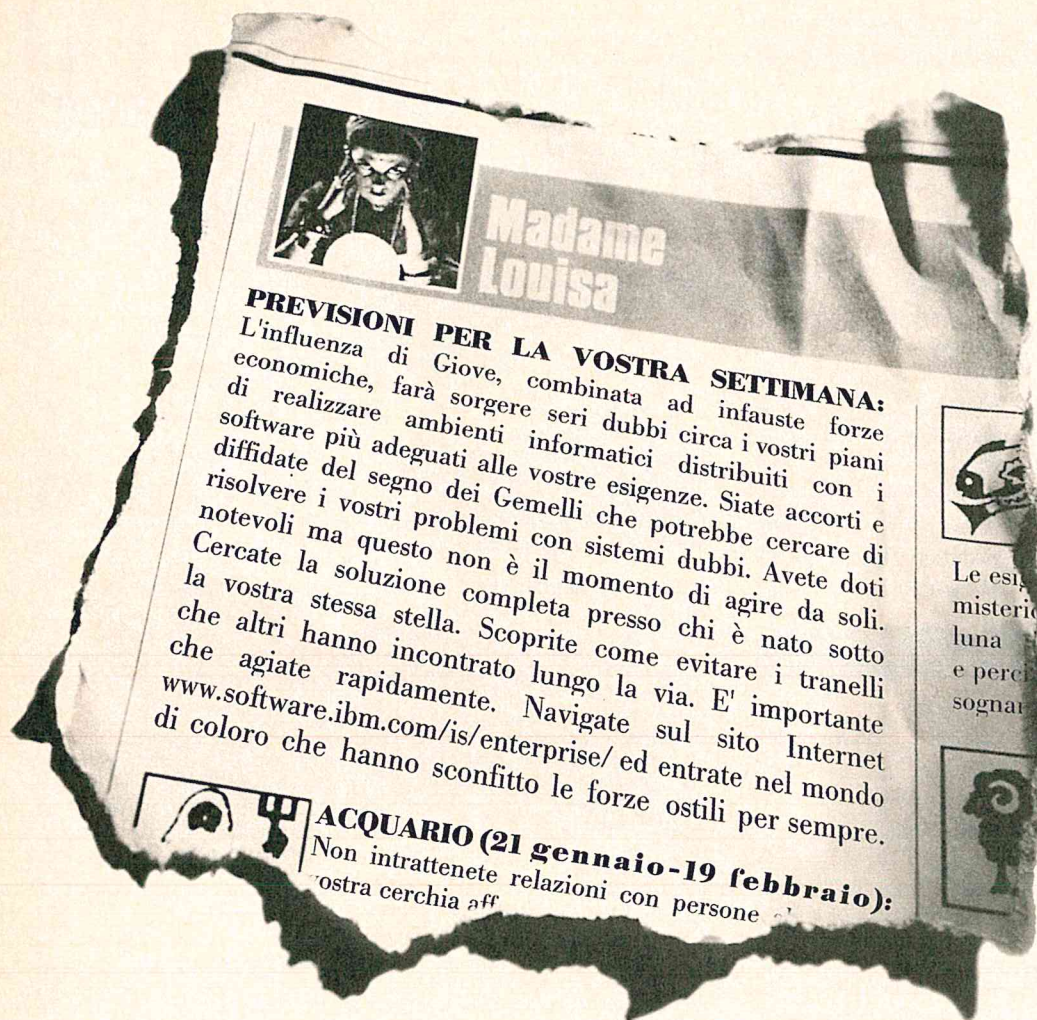 Madame
Louisa
PREVISIONI PER LA VOSTRA SETTIMANA:
L'influenza di Giove, combinata ad infauste forze
economiche, farà sorgere seri dubbi circa i vostri piani
di realizzare ambienti informatici distribuiti con i
software più adeguati alle vostre esigenze. Siate accorti e
diffidate del segno dei Gemelli che potrebbe cercare di
risolvere i vostri problemi con sistemi dubbi. Avete doti
notevoli ma questo non è il momento di agire da soli.
Cercate la soluzione completa presso chi è nato sotto
la vostra stessa stella. Scoprite come evitare i tranelli
che altri hanno incontrato lungo la via. E' importante
che agiate rapidamente. Navigate sul sito Internet
www.software.ibm.com/is/enterprise/ ed entrate nel mondo
di coloro che hanno sconfitto le forze ostili per sempre.
ACQUARIO (21 gennaio-19 febbraio):
Non intrattenete relazioni con persone
vostra cerchia aff
Le esi
misteri
luna
e perci
sognar